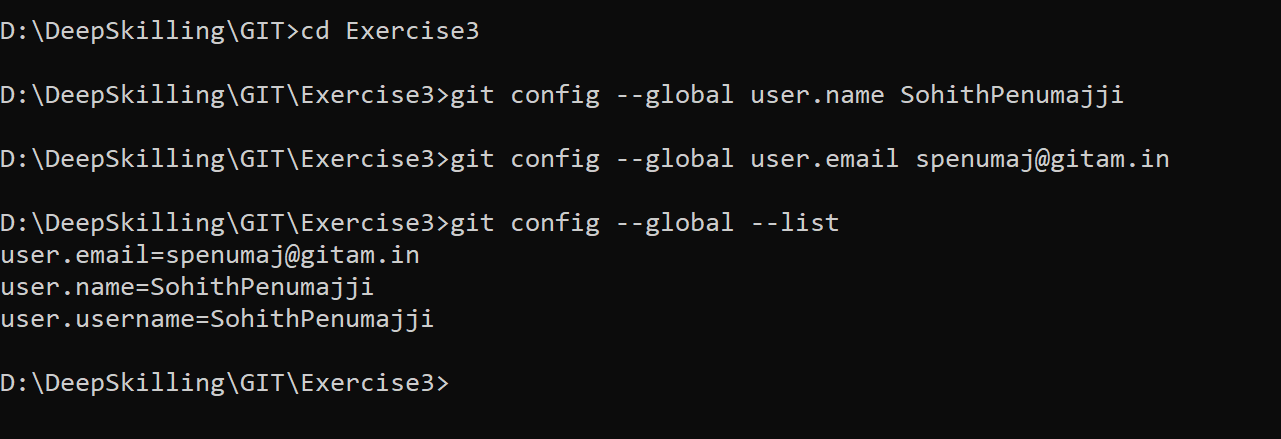 D:\DeepSkilling\GIT>cd Exercise3
D:\DeepSkilling\GIT\Exercise3>git config --global user.name SohithPenumajji
D:\DeepSkilling\GIT\Exercise3>git config --global user.email spenumaj@gitam.in
D:\DeepSkilling\GIT\Exercise3>git config --global --list
user.email=spenumaj@gitam.in
user.name=SohithPenumajji
user.username=SohithPenumajji
D:\DeepSkilling\GIT\Exercise3>